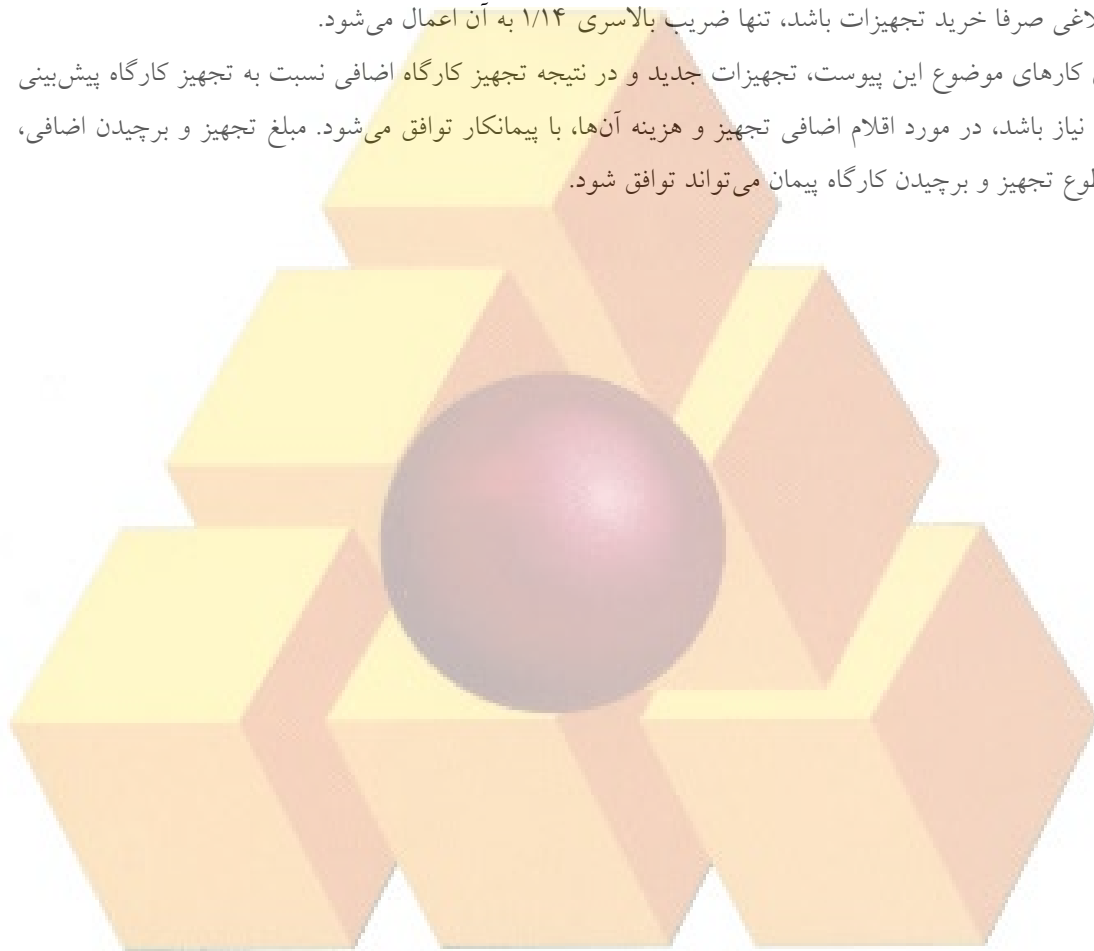 لاغی صرفا خرید تجهیزات باشد، تنها ضریب بالاسری ۱/۱۴ به آن اعمال می‌شود.
کارهای موضوع این پیوست، تجهیزات جدید و در نتیجه تجهیز کارگاه اضافی نسبت به تجهیز کارگاه پیش‌بینی
نیاز باشد، در مورد اقلام اضافی تجهیز و هزینه آن‌ها، با پیمانکار توافق می‌شود. مبلغ تجهیز و برچیدن اضافی،
طوع تجهیز و برچیدن کارگاه پیمان می‌تواند توافق شود.